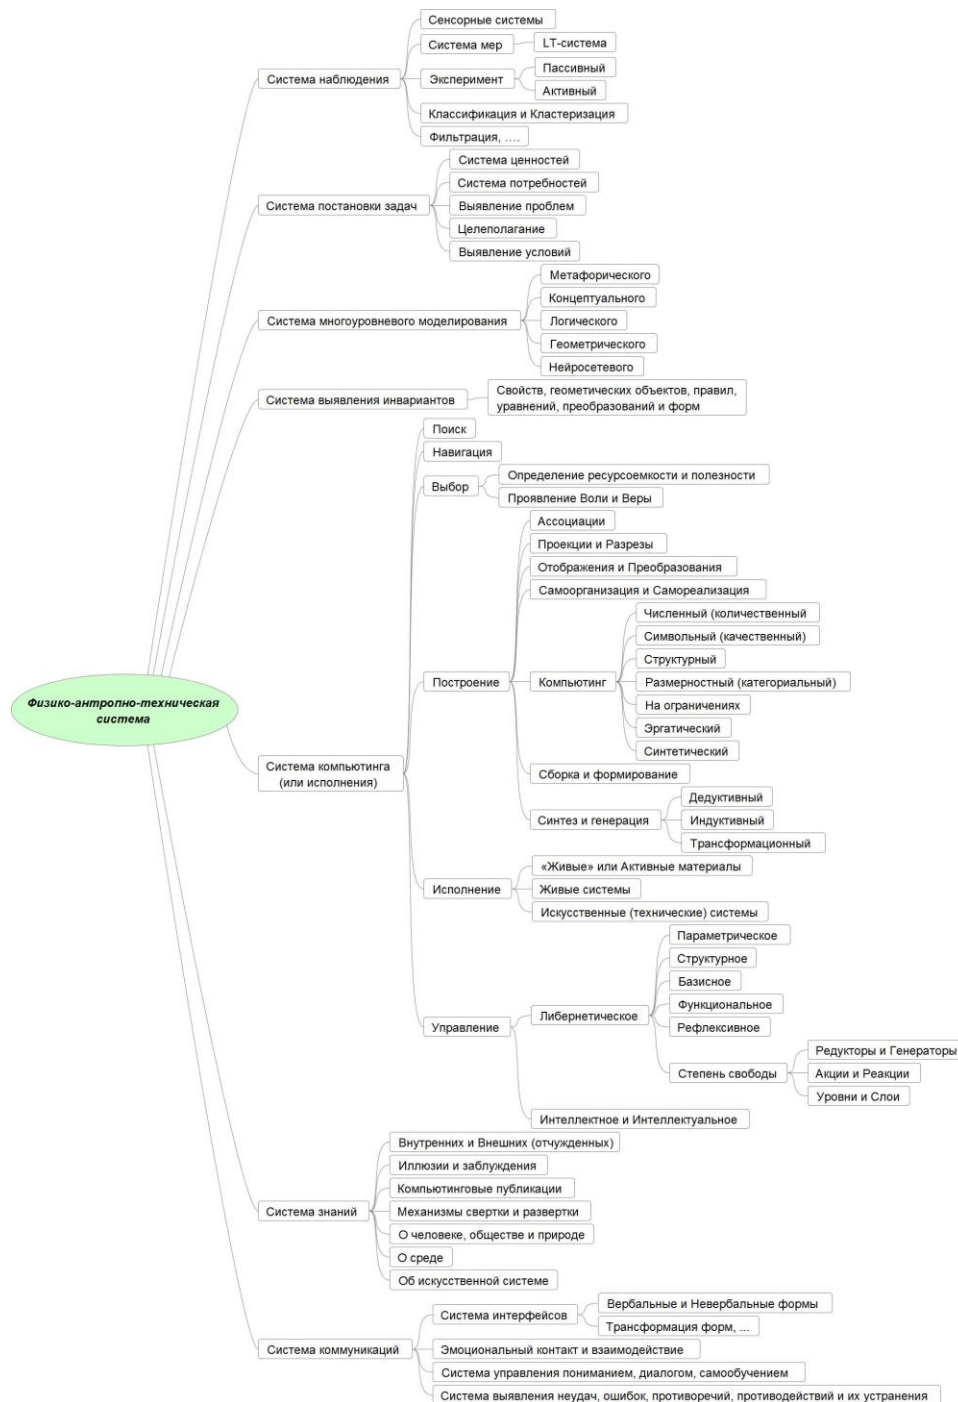 Сенсорные системы
Система мер
LT-система
Система наблюдения
Эксперимент
Пассивный
Активный
Классификация и Кластеризация
Фильтрация, ….
Система ценностей
Система потребностей
Система постановки задач
Выявление проблем
Целеполагание
Выявление условий
Метафорического
Концептуального
Система многоуровневого моделирования
Логического
Геометрического
Нейросетевого
Система выявления инвариантов
Свойств, геометических объектов, правил,
уравнений, преобразований и форм
Поиск
Навигация
Выбор
Определение ресурсоемкости и полезности
Проявление Воли и Веры
Ассоциации
Проекции и Разрезы
Отображения и Преобразования
Самоорганизация и Самореализация
Построение
Компьютинг
Численный (количественный
Символьный (качественный)
Структурный
Размерностный (категориальный)
На ограничениях
Эргатический
Синтетический
Физико-антропно-техническая
система
Система компьютинга
(или исполнения)
Сборка и формирование
Синтез и генерация
Дедуктивный
Индуктивный
Трансформационный
Исполнение
«Живые» или Активные материалы
Живые системы
Искусственные (технические) системы
Управление
Либернетическое
Параметрическое
Структурное
Базисное
Функциональное
Рефлексивное
Степень свободы
Редукторы и Генераторы
Акции и Реакции
Уровни и Слои
Интеллектное и Интеллектуальное
Система знаний
Внутренних и Внешних (отчужденных)
Иллюзии и заблуждения
Компьютинговые публикации
Механизмы свертки и развертки
О человеке, обществе и природе
О среде
Об искусственной системе
Система коммуникаций
Система интерфейсов
Вербальные и Невербальные формы
Трансформация форм, ...
Эмоциональный контакт и взаимодействие
Система управления пониманием, диалогом, самообучением
Система выявления неудач, ошибок, противоречий, противодействий и их устранения